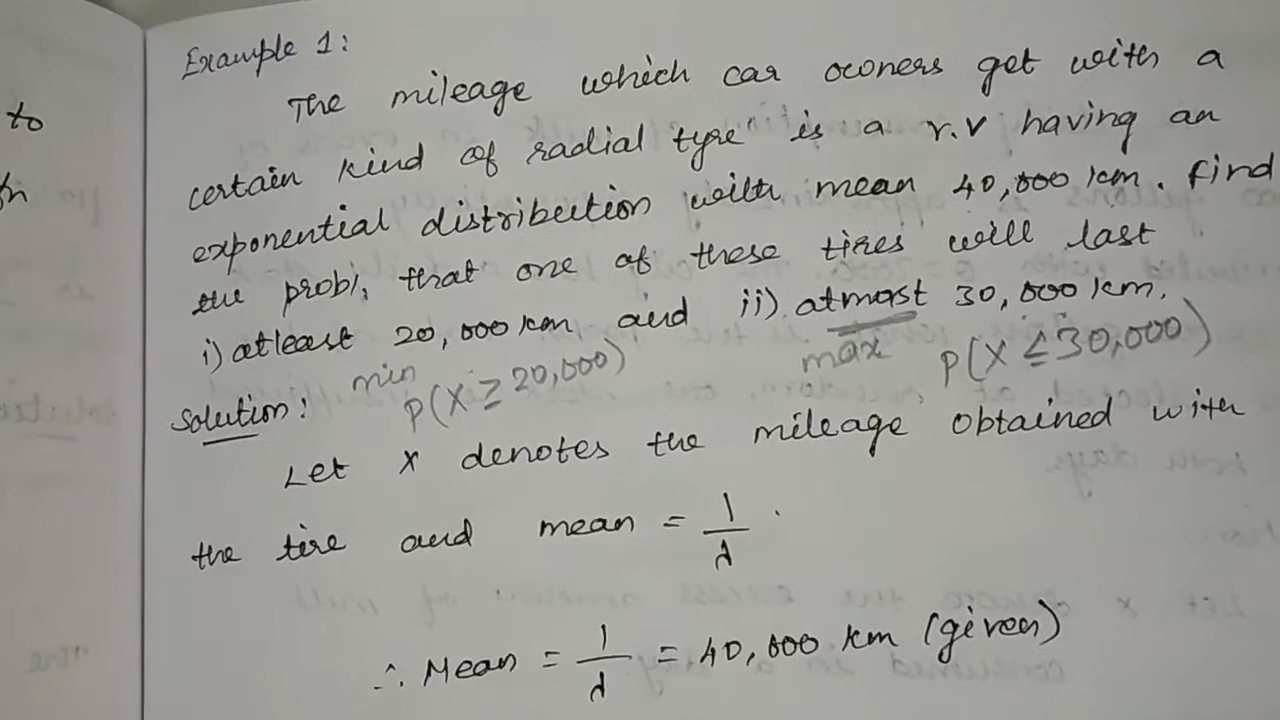 to
Example 1:
The mileage which car owners get with a
certain kind of radial tyre" is a r.v having an
exponential distribution with mean 40,000 km. Find
the probl. that one of these tires will last
i) atleast 20,000 km and ii) atmost 30,000 km.
min P(X ≥ 20,000) max P(X ≤ 30,000)
Solution:
Let X denotes the mileage obtained with
the tire and mean = 1/λ.
∴ Mean = 1/λ = 40,000 km (given)